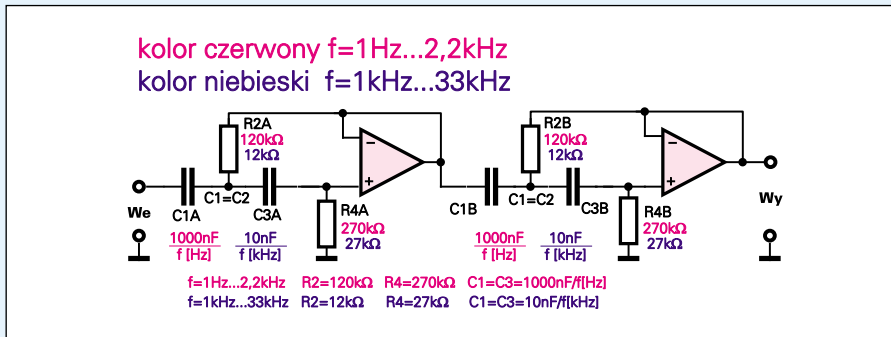 kolor czerwony f=1Hz...2,2kHz
kolor niebieski f=1kHz...33kHz
R2A
120kΩ
12kΩ
R2B
120kΩ
12kΩ
−
+
−
+
We
C1A
C1=C2
C3A
R4A
270kΩ
27kΩ
C1B
C1=C2
C3B
R4B
270kΩ
27kΩ
Wy
1000nF
f [Hz]
10nF
f [kHz]
1000nF
f [Hz]
10nF
f [kHz]
f=1Hz...2,2kHz R2=120kΩ R4=270kΩ C1=C3=1000nF/f[Hz]
f=1kHz...33kHz R2=12kΩ R4=27kΩ C1=C3=10nF/f[kHz]